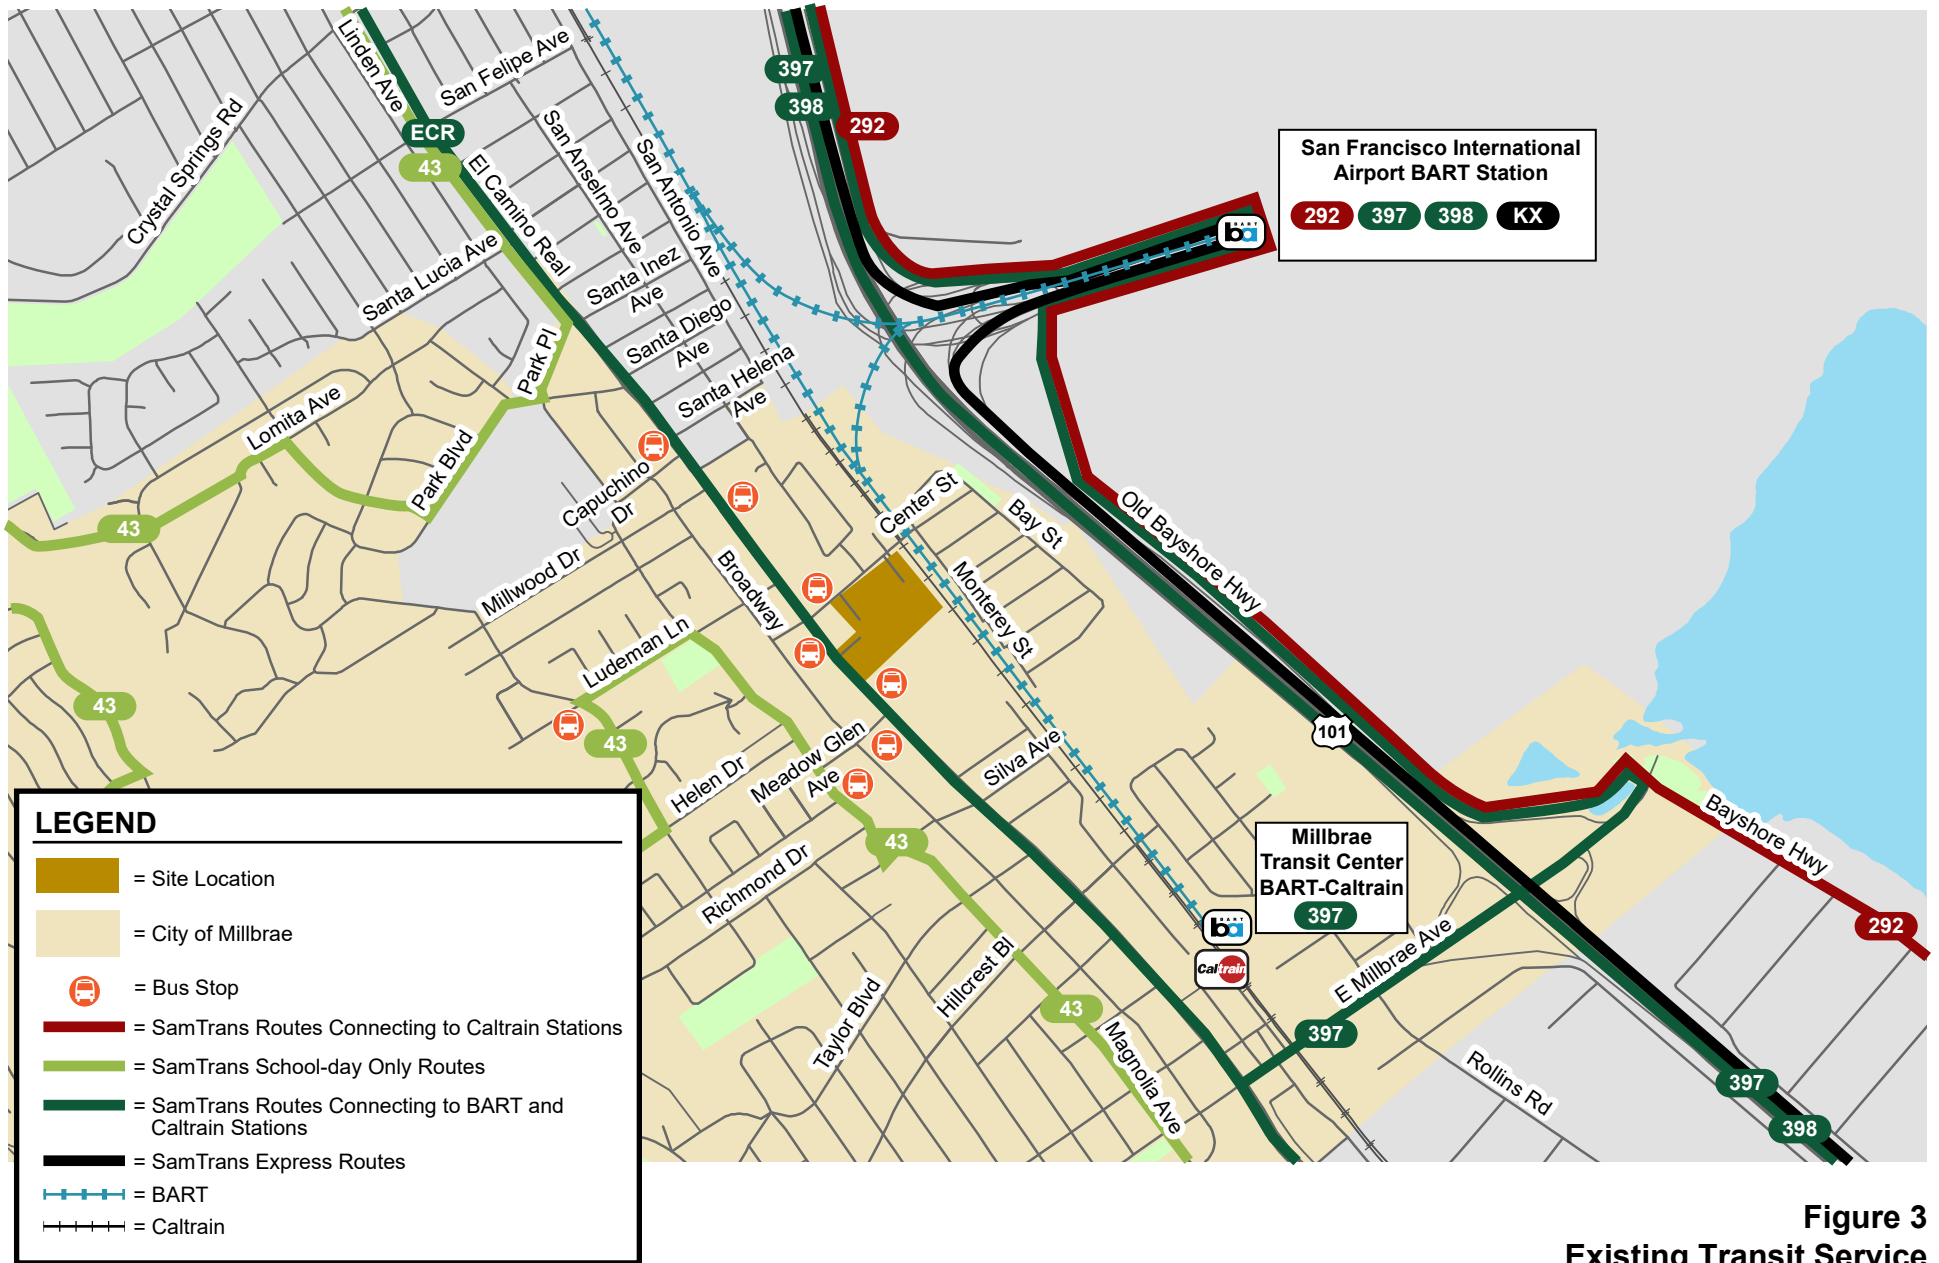 Linden Ave
San Felipe Ave
Crystal Springs Rd
ECR
43
El Camino Real
San Anselmo Ave
San Antonio Ave
397
398
292
San Francisco International
Airport BART Station
292 397 398 KX
BART
ba
Santa Lucia Ave
Santa Inez
Ave
Santa Diego
Ave
Santa Helena
Ave
Park Pl
Lomita Ave
Park Blvd
43
Capuchino
Dr
Millwood Dr
Broadway
Center St
Bay St
Monterey St
Old Bayshore Hwy
Ludeman Ln
43
43
Helen Dr
Meadow Glen
Ave
Silva Ave
101
Bayshore Hwy
Richmond Dr
43
Millbrae
Transit Center
BART-Caltrain
397
BART
ba
Caltrain
292
E Millbrae Ave
397
Hillcrest Bl
Taylor Blvd
43
Magnolia Ave
Rollins Rd
397
398
LEGEND
= Site Location
= City of Millbrae
= Bus Stop
= SamTrans Routes Connecting to Caltrain Stations
= SamTrans School-day Only Routes
= SamTrans Routes Connecting to BART and
Caltrain Stations
= SamTrans Express Routes
= BART
= Caltrain
Figure 3
Existing Transit Service